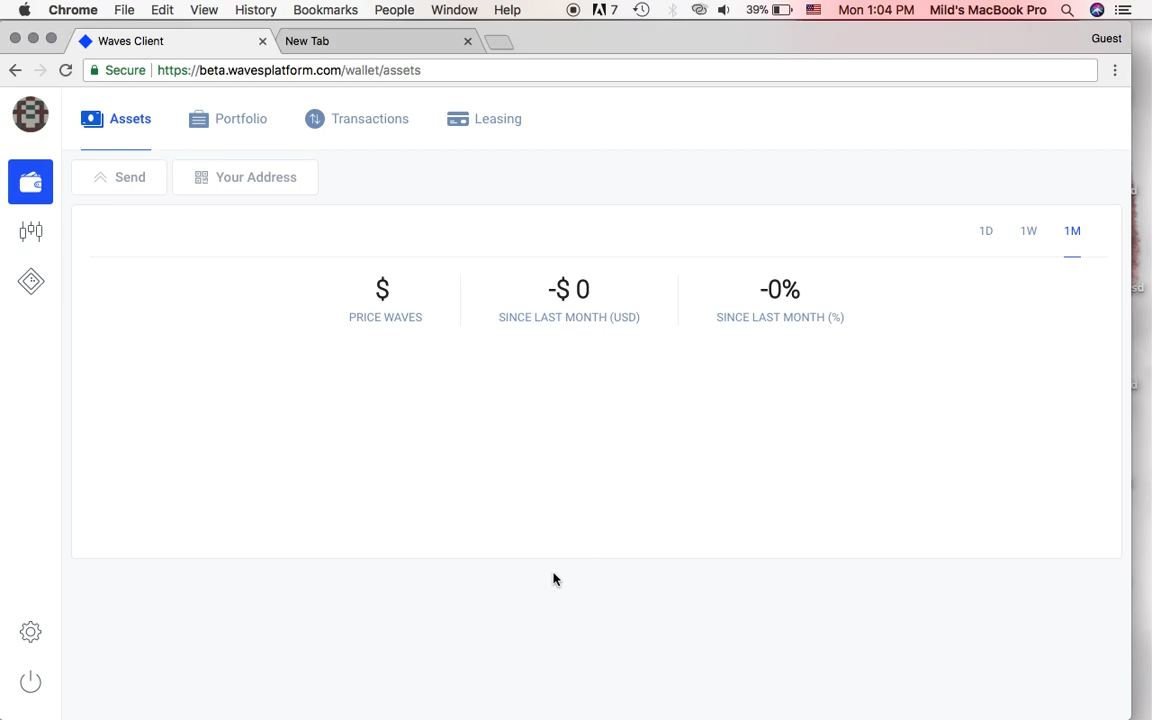 Chrome File Edit View History Bookmarks People Window Help 7 39% Mon 1:04 PM Mild's MacBook Pro
Waves Client New Tab Guest
Secure https://beta.wavesplatform.com/wallet/assets
Assets Portfolio Transactions Leasing
Send Your Address
1D 1W 1M
$ -$ 0 -0%
PRICE WAVES SINCE LAST MONTH (USD) SINCE LAST MONTH (%)
d
sd
d